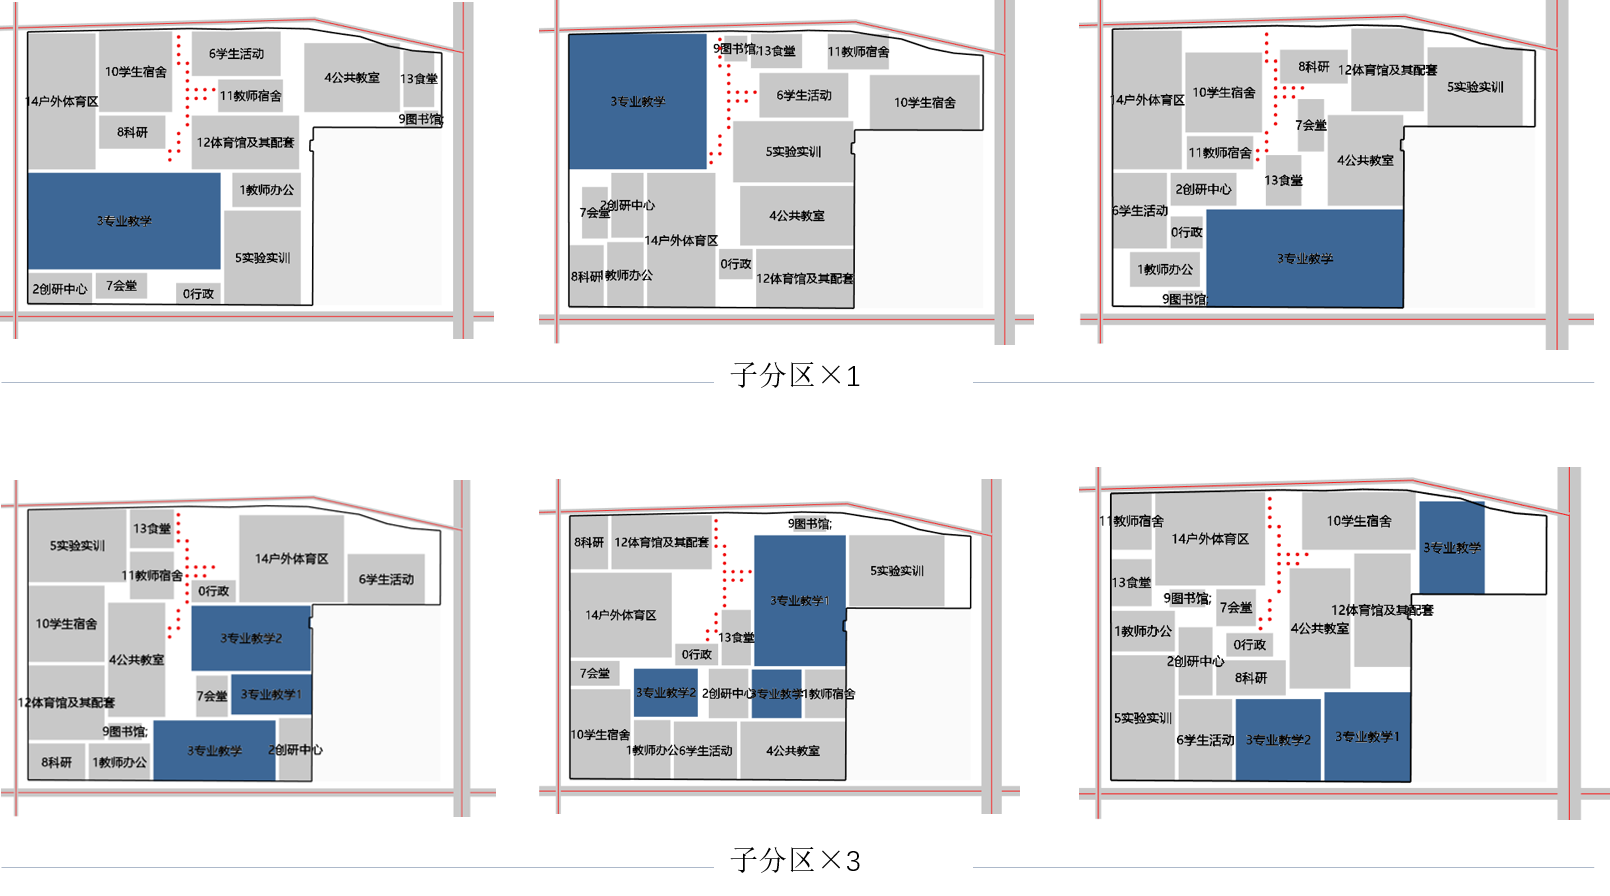 6学生活动
10学生宿舍
4公共教室
13食堂
11教师宿舍
14户外体育区
9图书馆;
8科研
12体育馆及其配套
1教师办公
3专业教学
5实验实训
2创研中心
7会堂
0行政
9图书馆;
13食堂
11教师宿舍
3专业教学
6学生活动
10学生宿舍
5实验实训
2创研中心
7会堂
4公共教室
14户外体育区
0行政
8科研
1教师办公
12体育馆及其配套
8科研
12体育馆及其配套
5实验实训
10学生宿舍
14户外体育区
7会堂
11教师宿舍
4公共教室
13食堂
2创研中心
6学生活动
0行政
3专业教学
1教师办公
9图书馆;
子分区×1
13食堂
5实验实训
14户外体育区
11教师宿舍
6学生活动
0行政
10学生宿舍
3专业教学2
4公共教室
7会堂
3专业教学1
12体育馆及其配套
9图书馆;
3专业教学
2创研中心
8科研
1教师办公
9图书馆;
8科研
12体育馆及其配套
5实验实训
3专业教学1
14户外体育区
13食堂
0行政
7会堂
3专业教学2
2创研中心
3专业教学
11教师宿舍
10学生宿舍
1教师办公
6学生活动
4公共教室
11教师宿舍
10学生宿舍
14户外体育区
3专业教学
13食堂
9图书馆;
7会堂
12体育馆及其配套
1教师办公
4公共教室
0行政
2创研中心
8科研
5实验实训
6学生活动
3专业教学2
3专业教学1
子分区×3